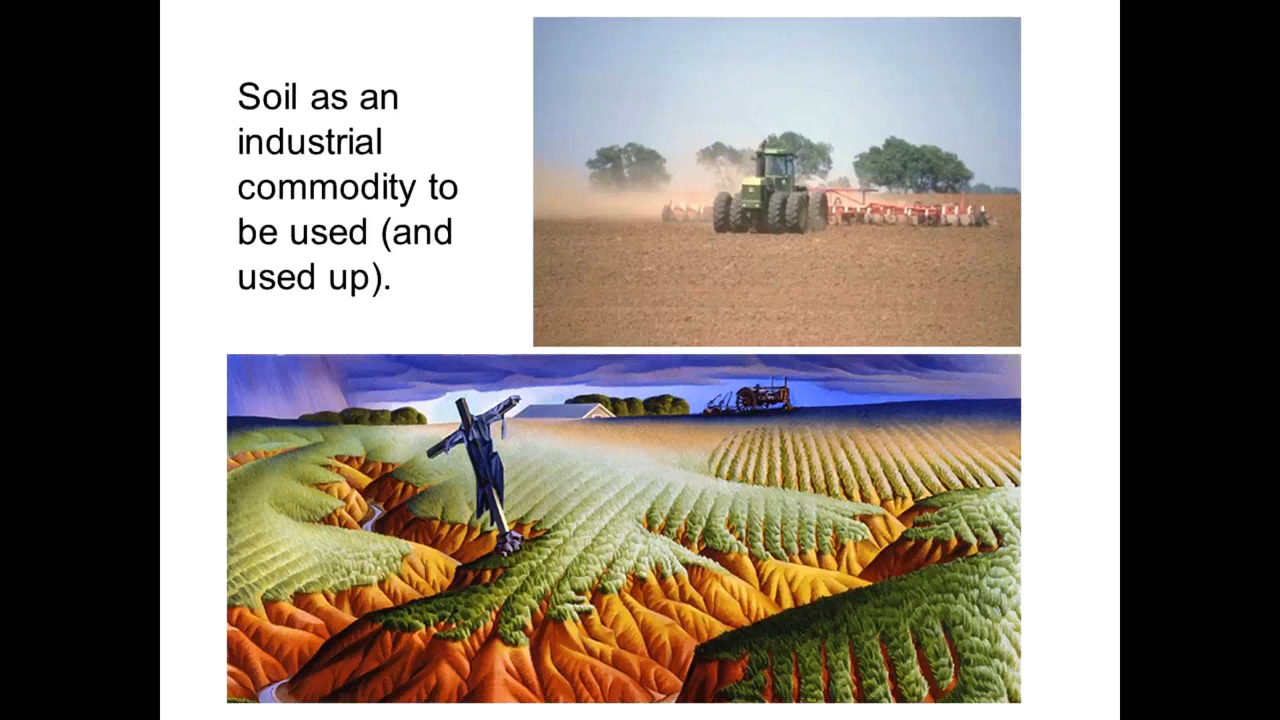 Soil as an
industrial
commodity to
be used (and
used up).